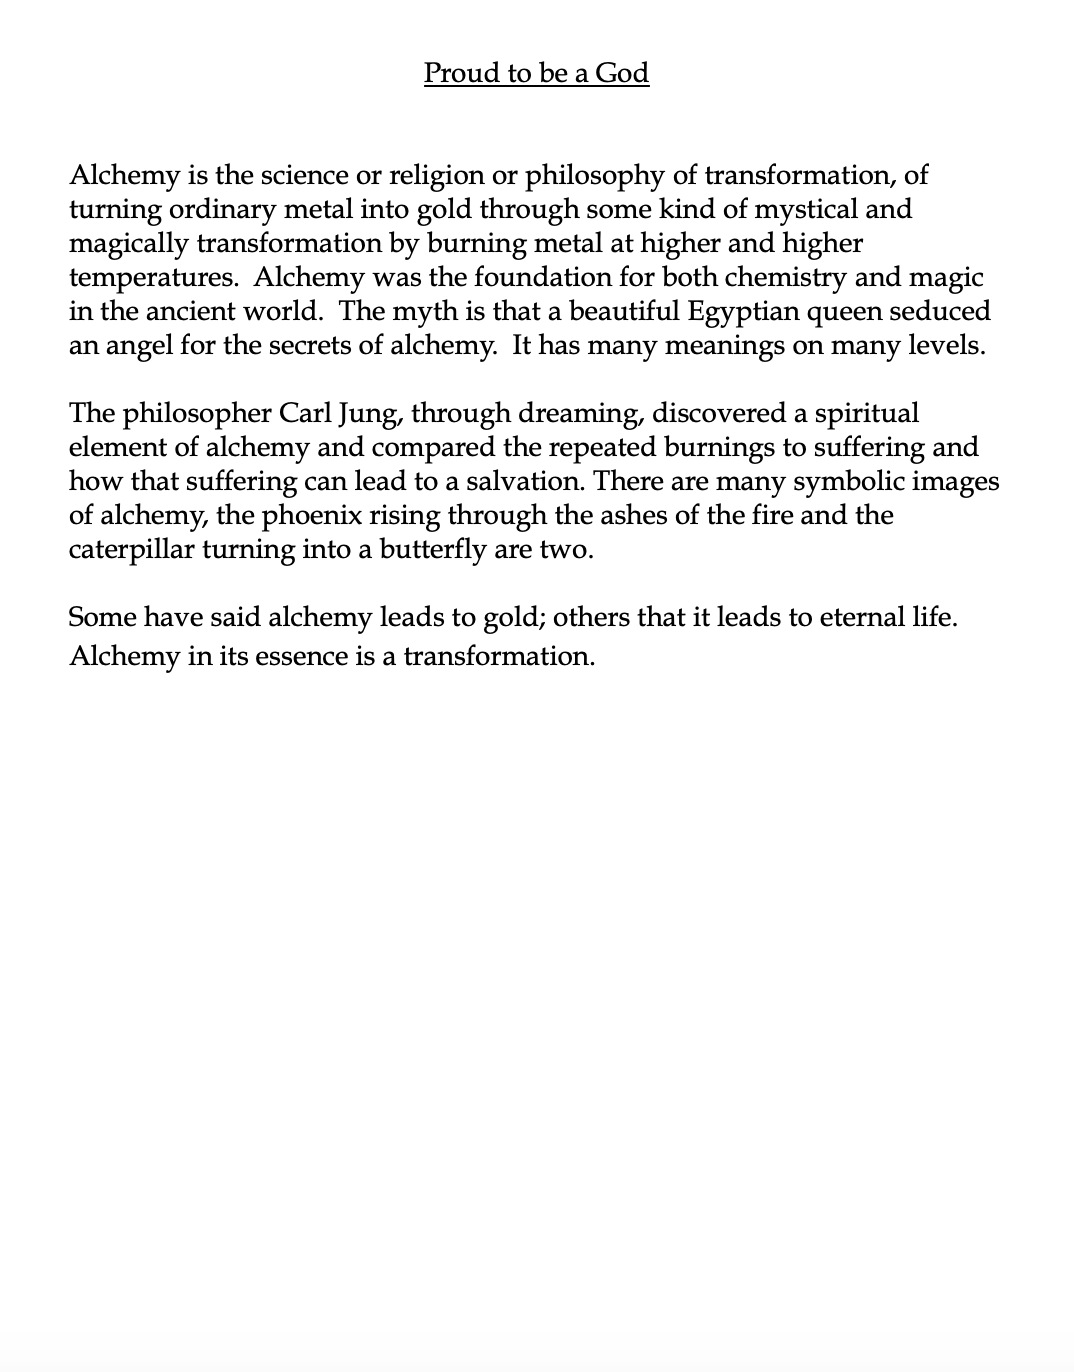 Proud to be a God
Alchemy is the science or religion or philosophy of transformation, of
turning ordinary metal into gold through some kind of mystical and
magically transformation by burning metal at higher and higher
temperatures.  Alchemy was the foundation for both chemistry and magic
in the ancient world.  The myth is that a beautiful Egyptian queen seduced
an angel for the secrets of alchemy.  It has many meanings on many levels.
The philosopher Carl Jung, through dreaming, discovered a spiritual
element of alchemy and compared the repeated burnings to suffering and
how that suffering can lead to a salvation. There are many symbolic images
of alchemy, the phoenix rising through the ashes of the fire and the
caterpillar turning into a butterfly are two.
Some have said alchemy leads to gold; others that it leads to eternal life.
Alchemy in its essence is a transformation.